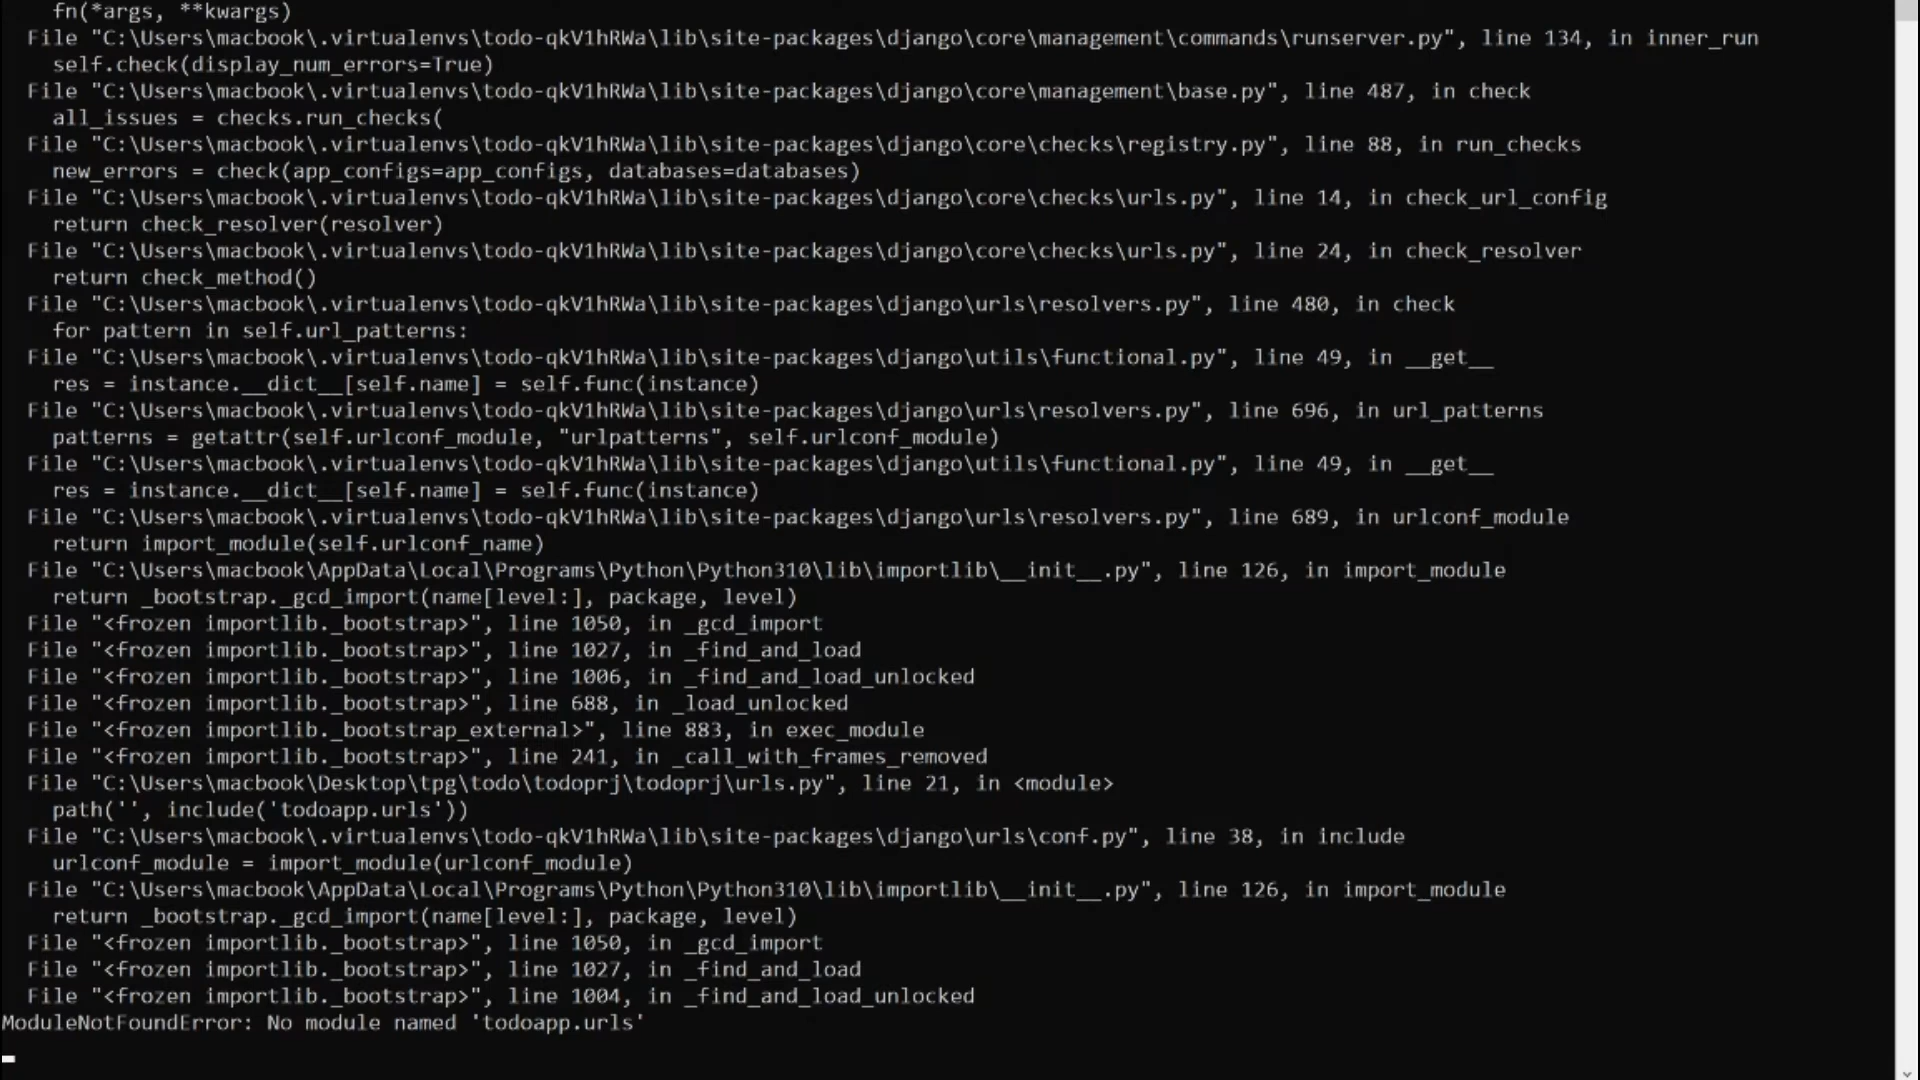 fn(*args, **kwargs)
File "C:\Users\macbook\.virtualenvs\todo-qkV1hRWa\lib\site-packages\django\core\management\commands\runserver.py", line 134, in inner_run
self.check(display_num_errors=True)
File "C:\Users\macbook\.virtualenvs\todo-qkV1hRWa\lib\site-packages\django\core\management\base.py", line 487, in check
all_issues = checks.run_checks(
File "C:\Users\macbook\.virtualenvs\todo-qkV1hRWa\lib\site-packages\django\core\checks\registry.py", line 88, in run_checks
new_errors = check(app_configs=app_configs, databases=databases)
File "C:\Users\macbook\.virtualenvs\todo-qkV1hRWa\lib\site-packages\django\core\checks\urls.py", line 14, in check_url_config
return check_resolver(resolver)
File "C:\Users\macbook\.virtualenvs\todo-qkV1hRWa\lib\site-packages\django\core\checks\urls.py", line 24, in check_resolver
return check_method()
File "C:\Users\macbook\.virtualenvs\todo-qkV1hRWa\lib\site-packages\django\urls\resolvers.py", line 480, in check
for pattern in self.url_patterns:
File "C:\Users\macbook\.virtualenvs\todo-qkV1hRWa\lib\site-packages\django\utils\functional.py", line 49, in __get__
res = instance.__dict__[self.name] = self.func(instance)
File "C:\Users\macbook\.virtualenvs\todo-qkV1hRWa\lib\site-packages\django\urls\resolvers.py", line 696, in url_patterns
patterns = getattr(self.urlconf_module, "urlpatterns", self.urlconf_module)
File "C:\Users\macbook\.virtualenvs\todo-qkV1hRWa\lib\site-packages\django\utils\functional.py", line 49, in __get__
res = instance.__dict__[self.name] = self.func(instance)
File "C:\Users\macbook\.virtualenvs\todo-qkV1hRWa\lib\site-packages\django\urls\resolvers.py", line 689, in urlconf_module
return import_module(self.urlconf_name)
File "C:\Users\macbook\AppData\Local\Programs\Python\Python310\lib\importlib\__init__.py", line 126, in import_module
return _bootstrap._gcd_import(name[level:], package, level)
File "<frozen importlib._bootstrap>", line 1050, in _gcd_import
File "<frozen importlib._bootstrap>", line 1027, in _find_and_load
File "<frozen importlib._bootstrap>", line 1006, in _find_and_load_unlocked
File "<frozen importlib._bootstrap>", line 688, in _load_unlocked
File "<frozen importlib._bootstrap_external>", line 883, in exec_module
File "<frozen importlib._bootstrap>", line 241, in _call_with_frames_removed
File "C:\Users\macbook\Desktop\tpg\todo\todoprj\todoprj\urls.py", line 21, in <module>
path('', include('todoapp.urls'))
File "C:\Users\macbook\.virtualenvs\todo-qkV1hRWa\lib\site-packages\django\urls\conf.py", line 38, in include
urlconf_module = import_module(urlconf_module)
File "C:\Users\macbook\AppData\Local\Programs\Python\Python310\lib\importlib\__init__.py", line 126, in import_module
return _bootstrap._gcd_import(name[level:], package, level)
File "<frozen importlib._bootstrap>", line 1050, in _gcd_import
File "<frozen importlib._bootstrap>", line 1027, in _find_and_load
File "<frozen importlib._bootstrap>", line 1004, in _find_and_load_unlocked
ModuleNotFoundError: No module named 'todoapp.urls'